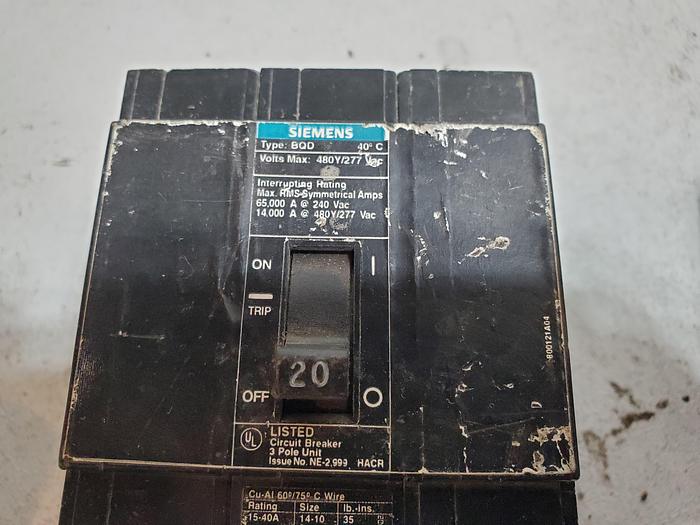 SIEMENS
Type: BQD 40° C
Volts Max: 480Y/277 Vac
Interrupting Rating
Max. RMS Symmetrical Amps
65,000 A @ 240 Vac
14,000 A @ 480Y/277 Vac
ON I
TRIP
20
OFF O
800121A04
D
UL LISTED
Circuit Breaker
3 Pole Unit
Issue No. NE-2,999 HACR
Cu-Al 60°/75° C Wire
Rating Size lb.-ins.
15-40A 14-10 35